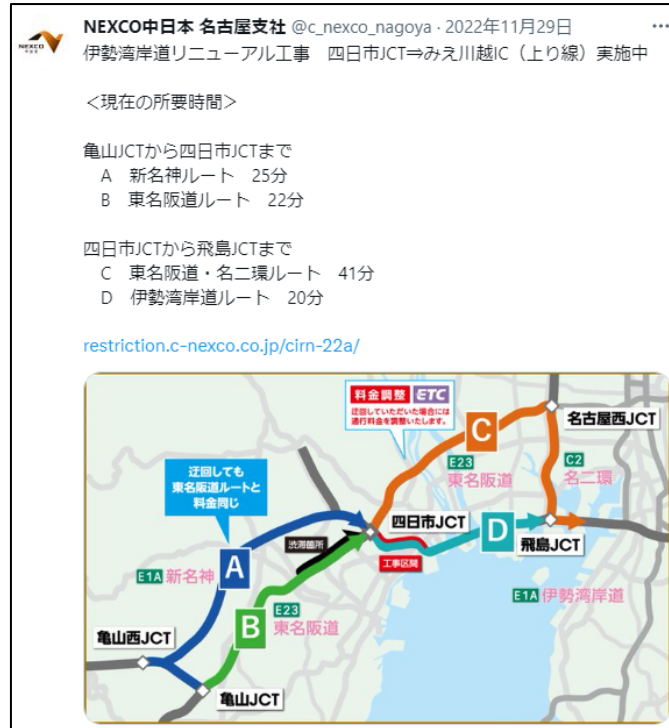 NEXCO中日本 名古屋支社 @c_nexco_nagoya · 2022年11月29日
NEXCO
中日本
伊勢湾岸道リニューアル工事　四日市JCT⇒みえ川越IC（上り線）実施中
＜現在の所要時間＞
亀山JCTから四日市JCTまで
A　新名神ルート　25分
B　東名阪道ルート　22分
四日市JCTから飛島JCTまで
C　東名阪道・名二環ルート　41分
D　伊勢湾岸道ルート　20分
restriction.c-nexco.co.jp/cirn-22a/
料金調整 ETC
迂回していただいた場合には
通行料金を調整いたします。
C
名古屋西JCT
E23
東名阪道
C2
名二環
迂回しても
東名阪道ルートと
料金同じ
四日市JCT
D
飛島JCT
渋滞箇所
工事区間
A
E1A 新名神
E1A 伊勢湾岸道
E23
東名阪道
B
亀山西JCT
亀山JCT